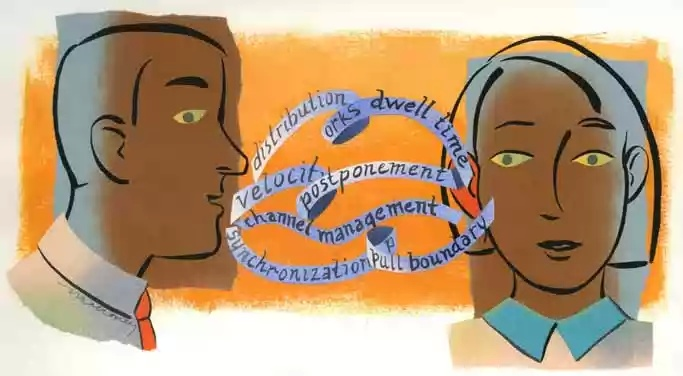 distribution
orks
dwell time
velocit
postponement
channel management
synchronization
p
pull boundary